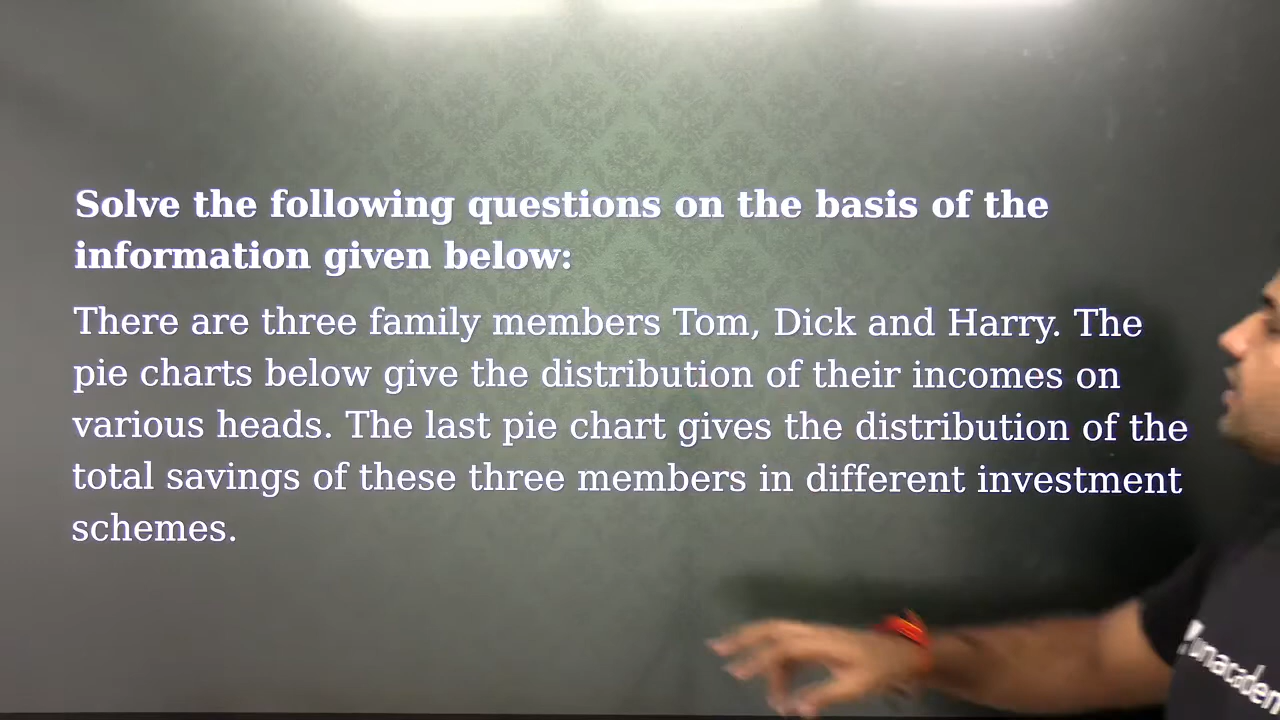 Solve the following questions on the basis of the
information given below:
There are three family members Tom, Dick and Harry. The
pie charts below give the distribution of their incomes on
various heads. The last pie chart gives the distribution of the
total savings of these three members in different investment
schemes.
unacadem